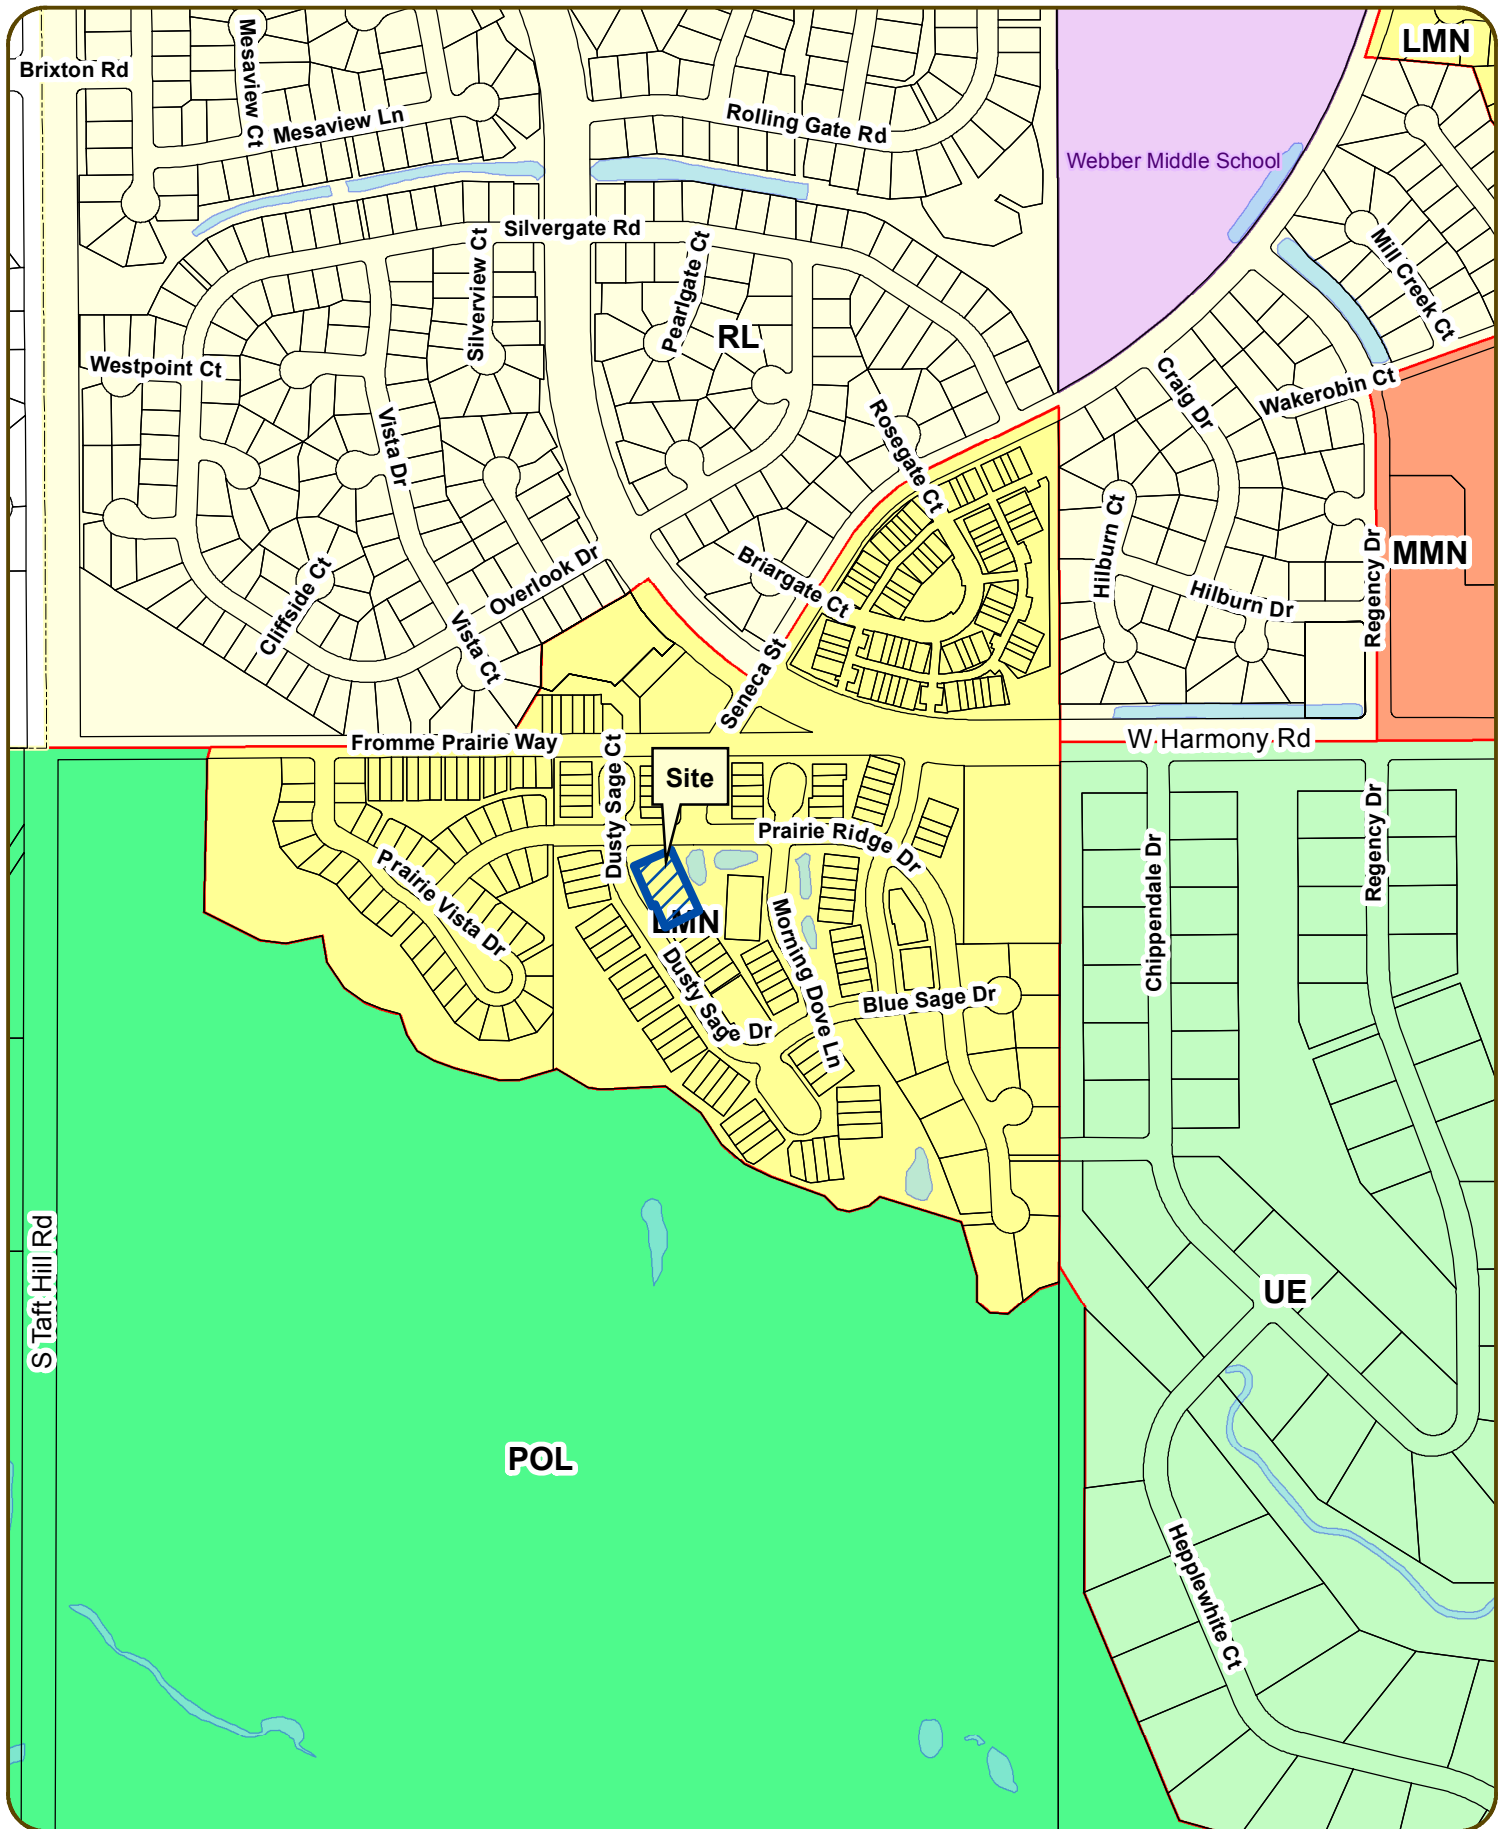 LMN
Brixton Rd
Mesaview Ct
Mesaview Ln
Rolling Gate Rd
Webber Middle School
Silvergate Rd
Silverview Ct
Pearlgate Ct
Mill Creek Ct
RL
Westpoint Ct
Craig Dr
Wakerobin Ct
Vista Dr
Rosegate Ct
Hilburn Ct
Regency Dr
MMN
Overlook Dr
Briargate Ct
Hilburn Dr
Cliffside Ct
Vista Ct
Seneca St
Fromme Prairie Way
W Harmony Rd
Dusty Sage Ct
Site
Prairie Ridge Dr
Prairie Vista Dr
Chippendale Dr
Regency Dr
LMN
Morning Dove Ln
Dusty Sage Dr
Blue Sage Dr
S Taft Hill Rd
UE
POL
Hepplewhite Ct